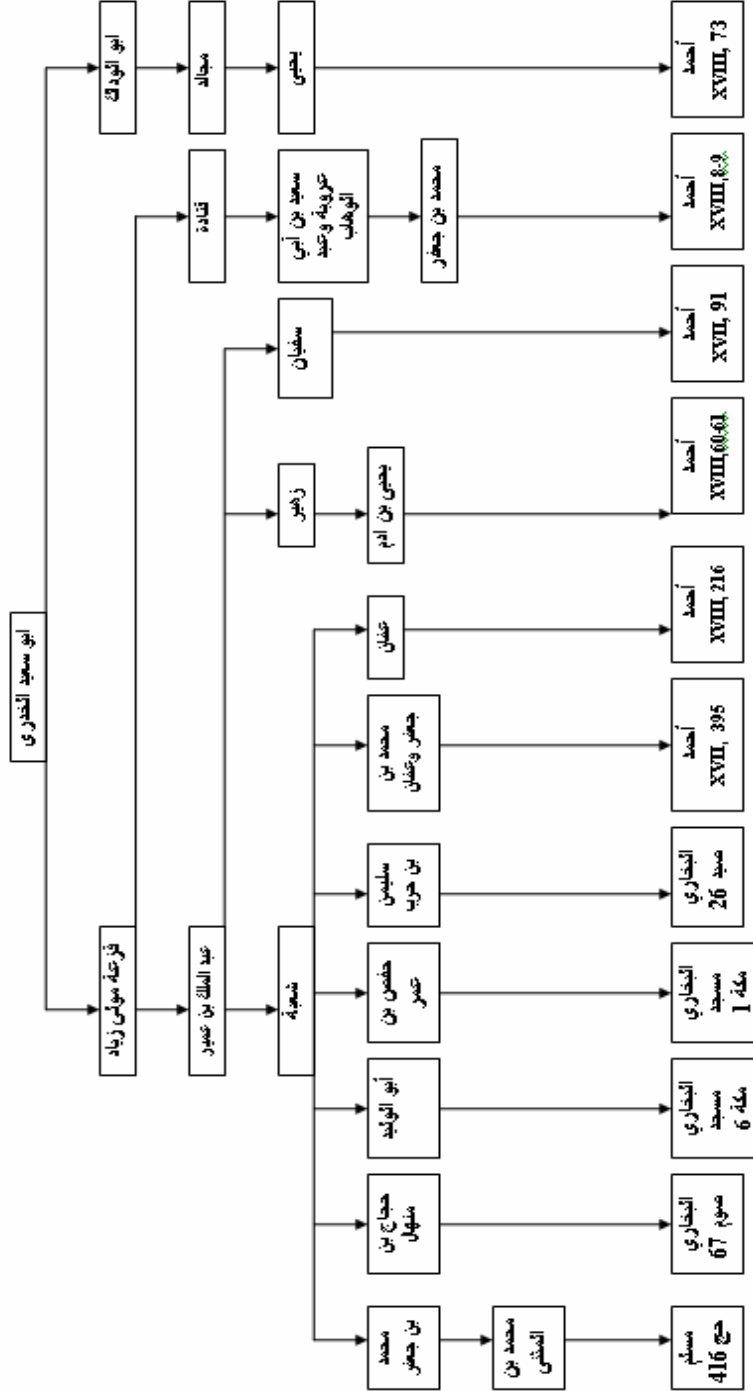 ابو سعيد الخدري
ابو الوداك
قزعة مولى زياد
مجالد
قتادة
عبد الملك بن عمير
يحيى
سعيد بن أبي
عروبة وعبد
الوهاب
سفيان
زهير
شعبة
محمد بن جعفر
يحيى بن ادم
عفان
محمد بن
جعفر وعفان
سليمن
بن حرب
حفص بن
عمر
أبو الوليد
حجاج بن
منهال
محمد
بن جعفر
محمد بن
المثنى
أحمد
XVIII, 73
أحمد
XVIII,8-9
أحمد
XVII, 91
أحمد
XVIII,60-61
أحمد
XVIII, 216
أحمد
XVII, 395
البخاري
صيد 26
البخاري
مسجد
مكة 1
البخاري
مسجد
مكة 6
البخاري
صوم 67
مسلم
حج 416